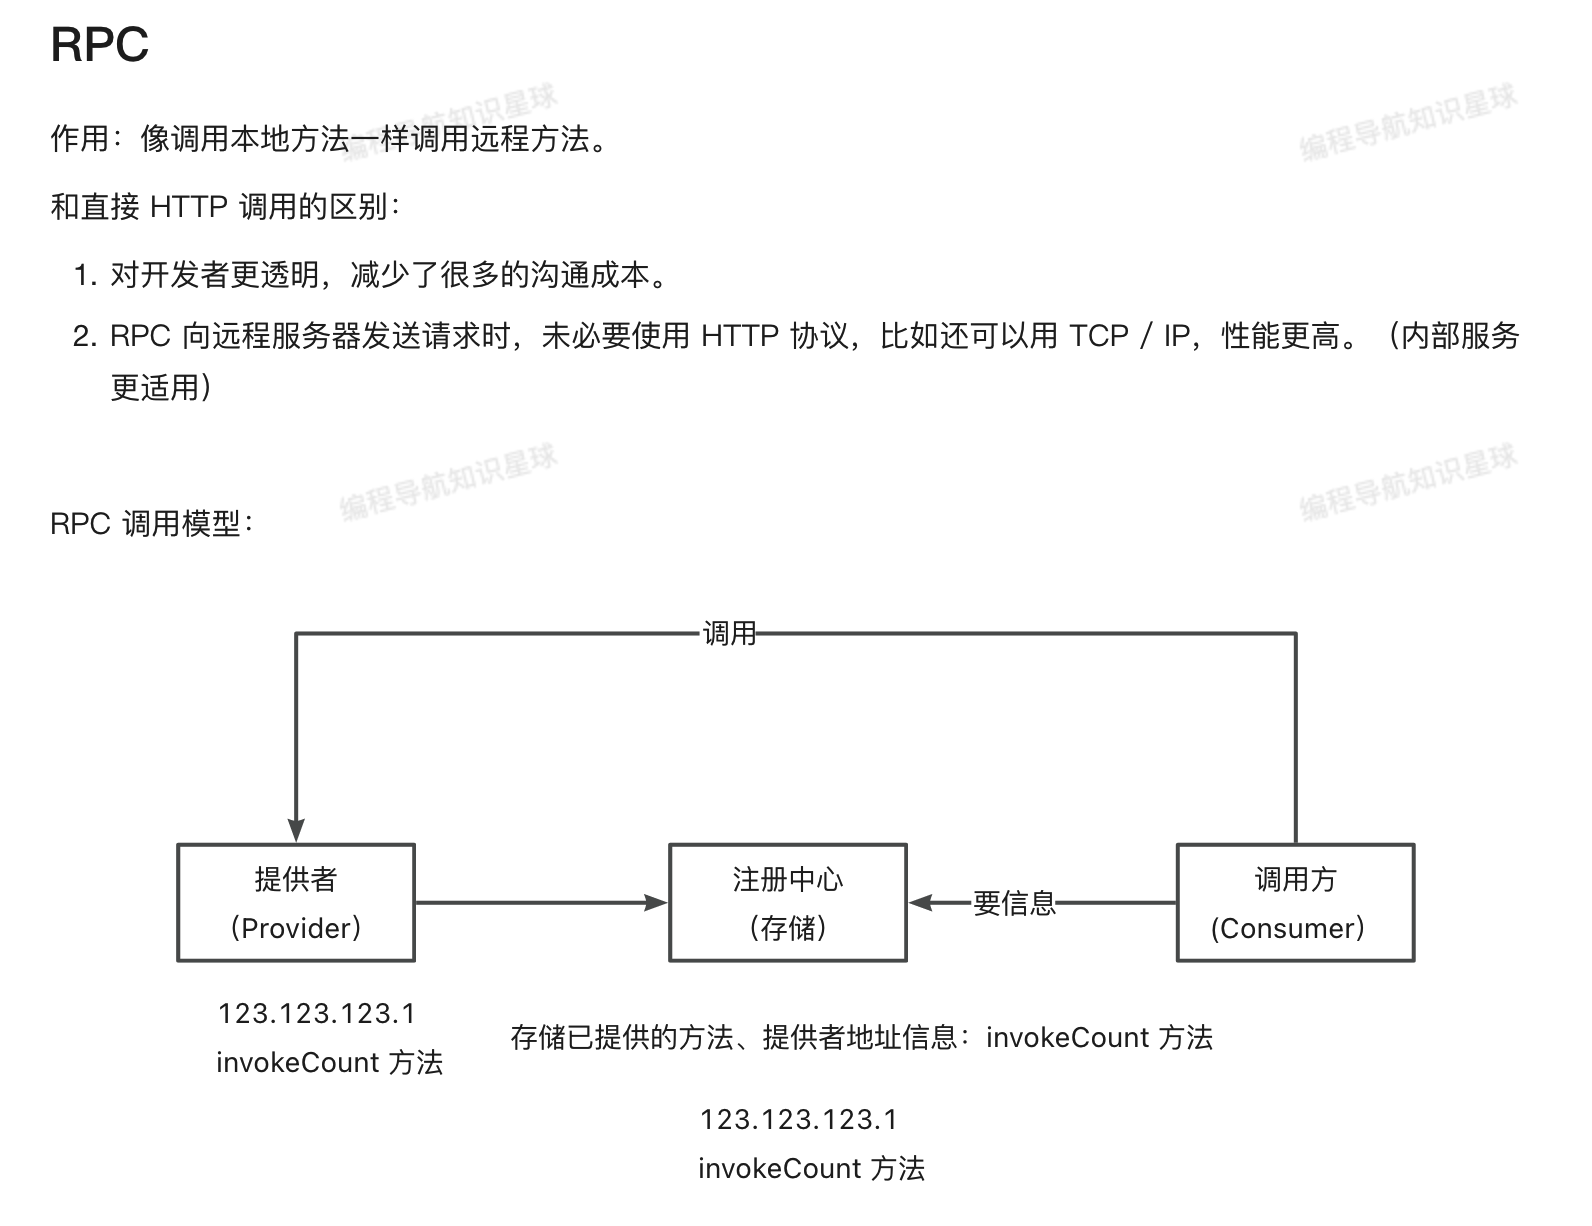 RPC
编程导航知识星球
编程导航知识星球
作用：像调用本地方法一样调用远程方法。
和直接 HTTP 调用的区别：
1. 对开发者更透明，减少了很多的沟通成本。
2. RPC 向远程服务器发送请求时，未必要使用 HTTP 协议，比如还可以用 TCP / IP，性能更高。（内部服务
更适用）
编程导航知识星球
编程导航知识星球
RPC 调用模型：
调用
提供者
（Provider）
注册中心
（存储）
要信息
调用方
(Consumer）
123.123.123.1
invokeCount 方法
存储已提供的方法、提供者地址信息：invokeCount 方法
123.123.123.1
invokeCount 方法